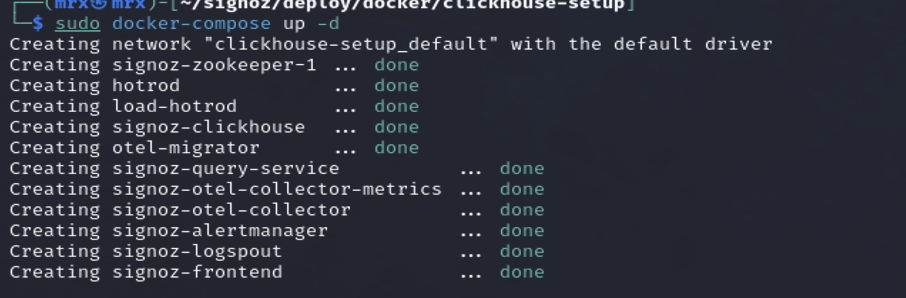 (mrx㉿mrx)-[~/signoz/deploy/docker/clickhouse-setup]
$ sudo docker-compose up -d
Creating network "clickhouse-setup_default" with the default driver
Creating signoz-zookeeper-1 ... done
Creating hotrod ... done
Creating load-hotrod ... done
Creating signoz-clickhouse ... done
Creating otel-migrator ... done
Creating signoz-query-service ... done
Creating signoz-otel-collector-metrics ... done
Creating signoz-otel-collector ... done
Creating signoz-alertmanager ... done
Creating signoz-logspout ... done
Creating signoz-frontend ... done